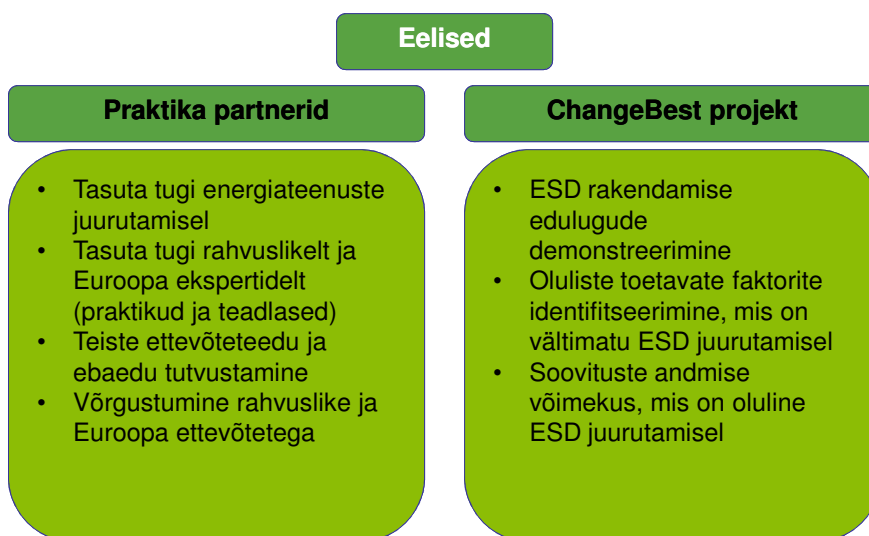 Eelised
Praktika partnerid
• Tasuta tugi energiateenuste
juurutamisel
• Tasuta tugi rahvuslikelt ja
Euroopa ekspertidelt
(praktikud ja teadlased)
• Teiste ettevõteteedu ja
ebaedu tutvustamine
• Võrgustumine rahvuslike ja
Euroopa ettevõtetega
ChangeBest projekt
• ESD rakendamise
edulugude
demonstreerimine
• Oluliste toetavate faktorite
identifitseerimine, mis on
vältimatu ESD juurutamisel
• Soovituste andmise
võimekus, mis on oluline
ESD juurutamisel